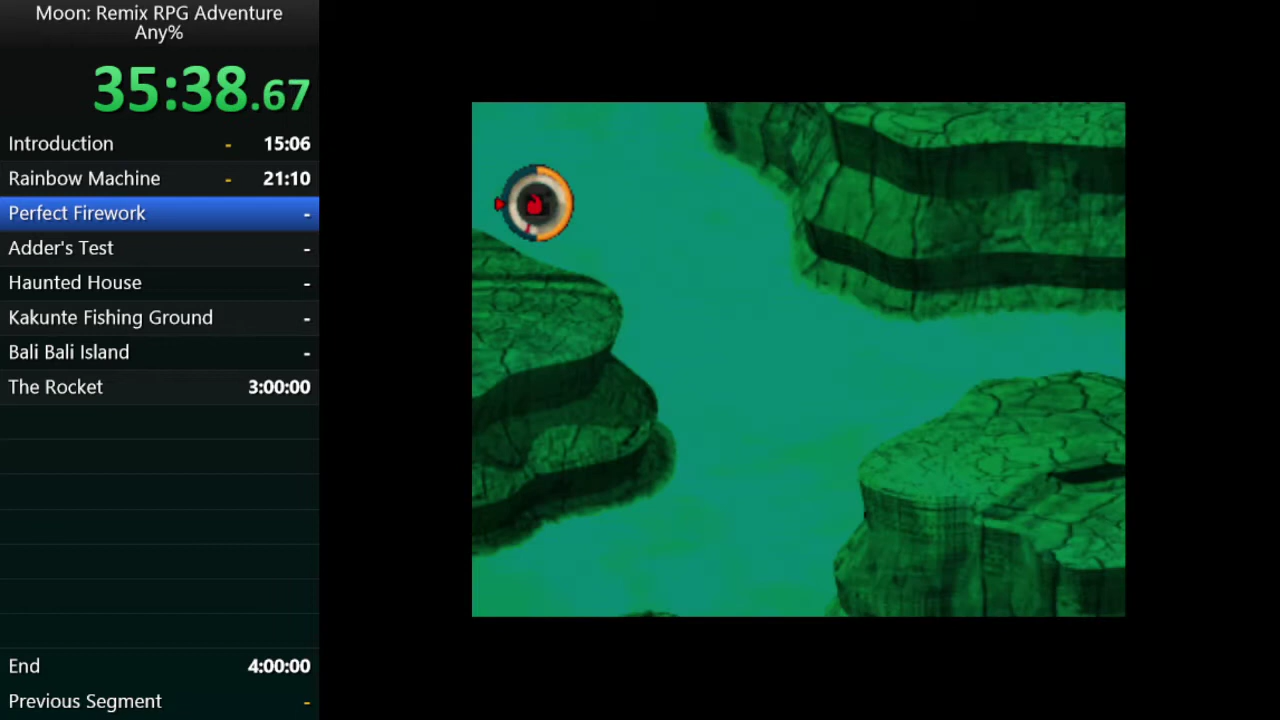 Moon: Remix RPG Adventure
Any%
35:38.67
Introduction - 15:06
Rainbow Machine - 21:10
Perfect Firework -
Adder's Test -
Haunted House -
Kakunte Fishing Ground -
Bali Bali Island -
The Rocket 3:00:00
End 4:00:00
Previous Segment -